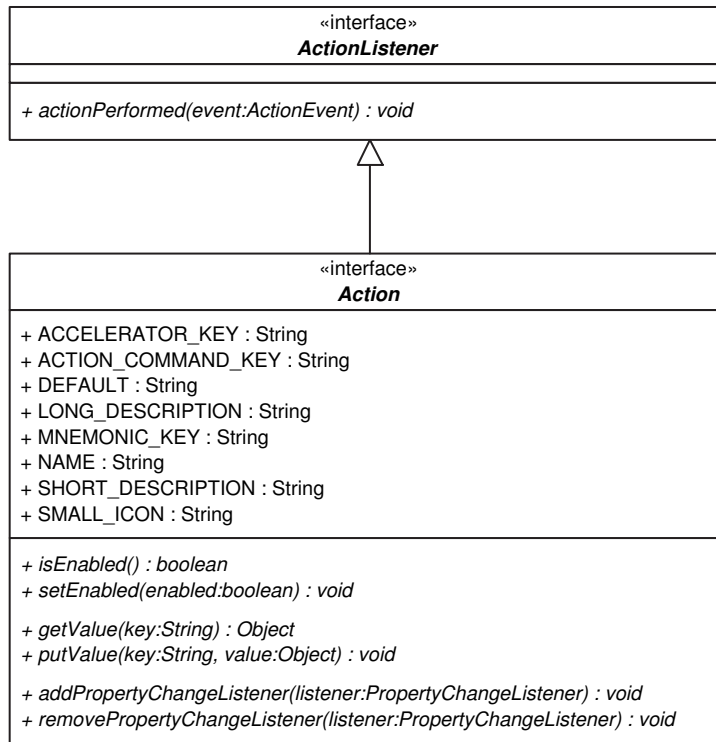 «interface»
ActionListener
+ actionPerformed(event:ActionEvent) : void
«interface»
Action
+ ACCELERATOR_KEY : String
+ ACTION_COMMAND_KEY : String
+ DEFAULT : String
+ LONG_DESCRIPTION : String
+ MNEMONIC_KEY : String
+ NAME : String
+ SHORT_DESCRIPTION : String
+ SMALL_ICON : String
+ isEnabled() : boolean
+ setEnabled(enabled:boolean) : void
+ getValue(key:String) : Object
+ putValue(key:String, value:Object) : void
+ addPropertyChangeListener(listener:PropertyChangeListener) : void
+ removePropertyChangeListener(listener:PropertyChangeListener) : void